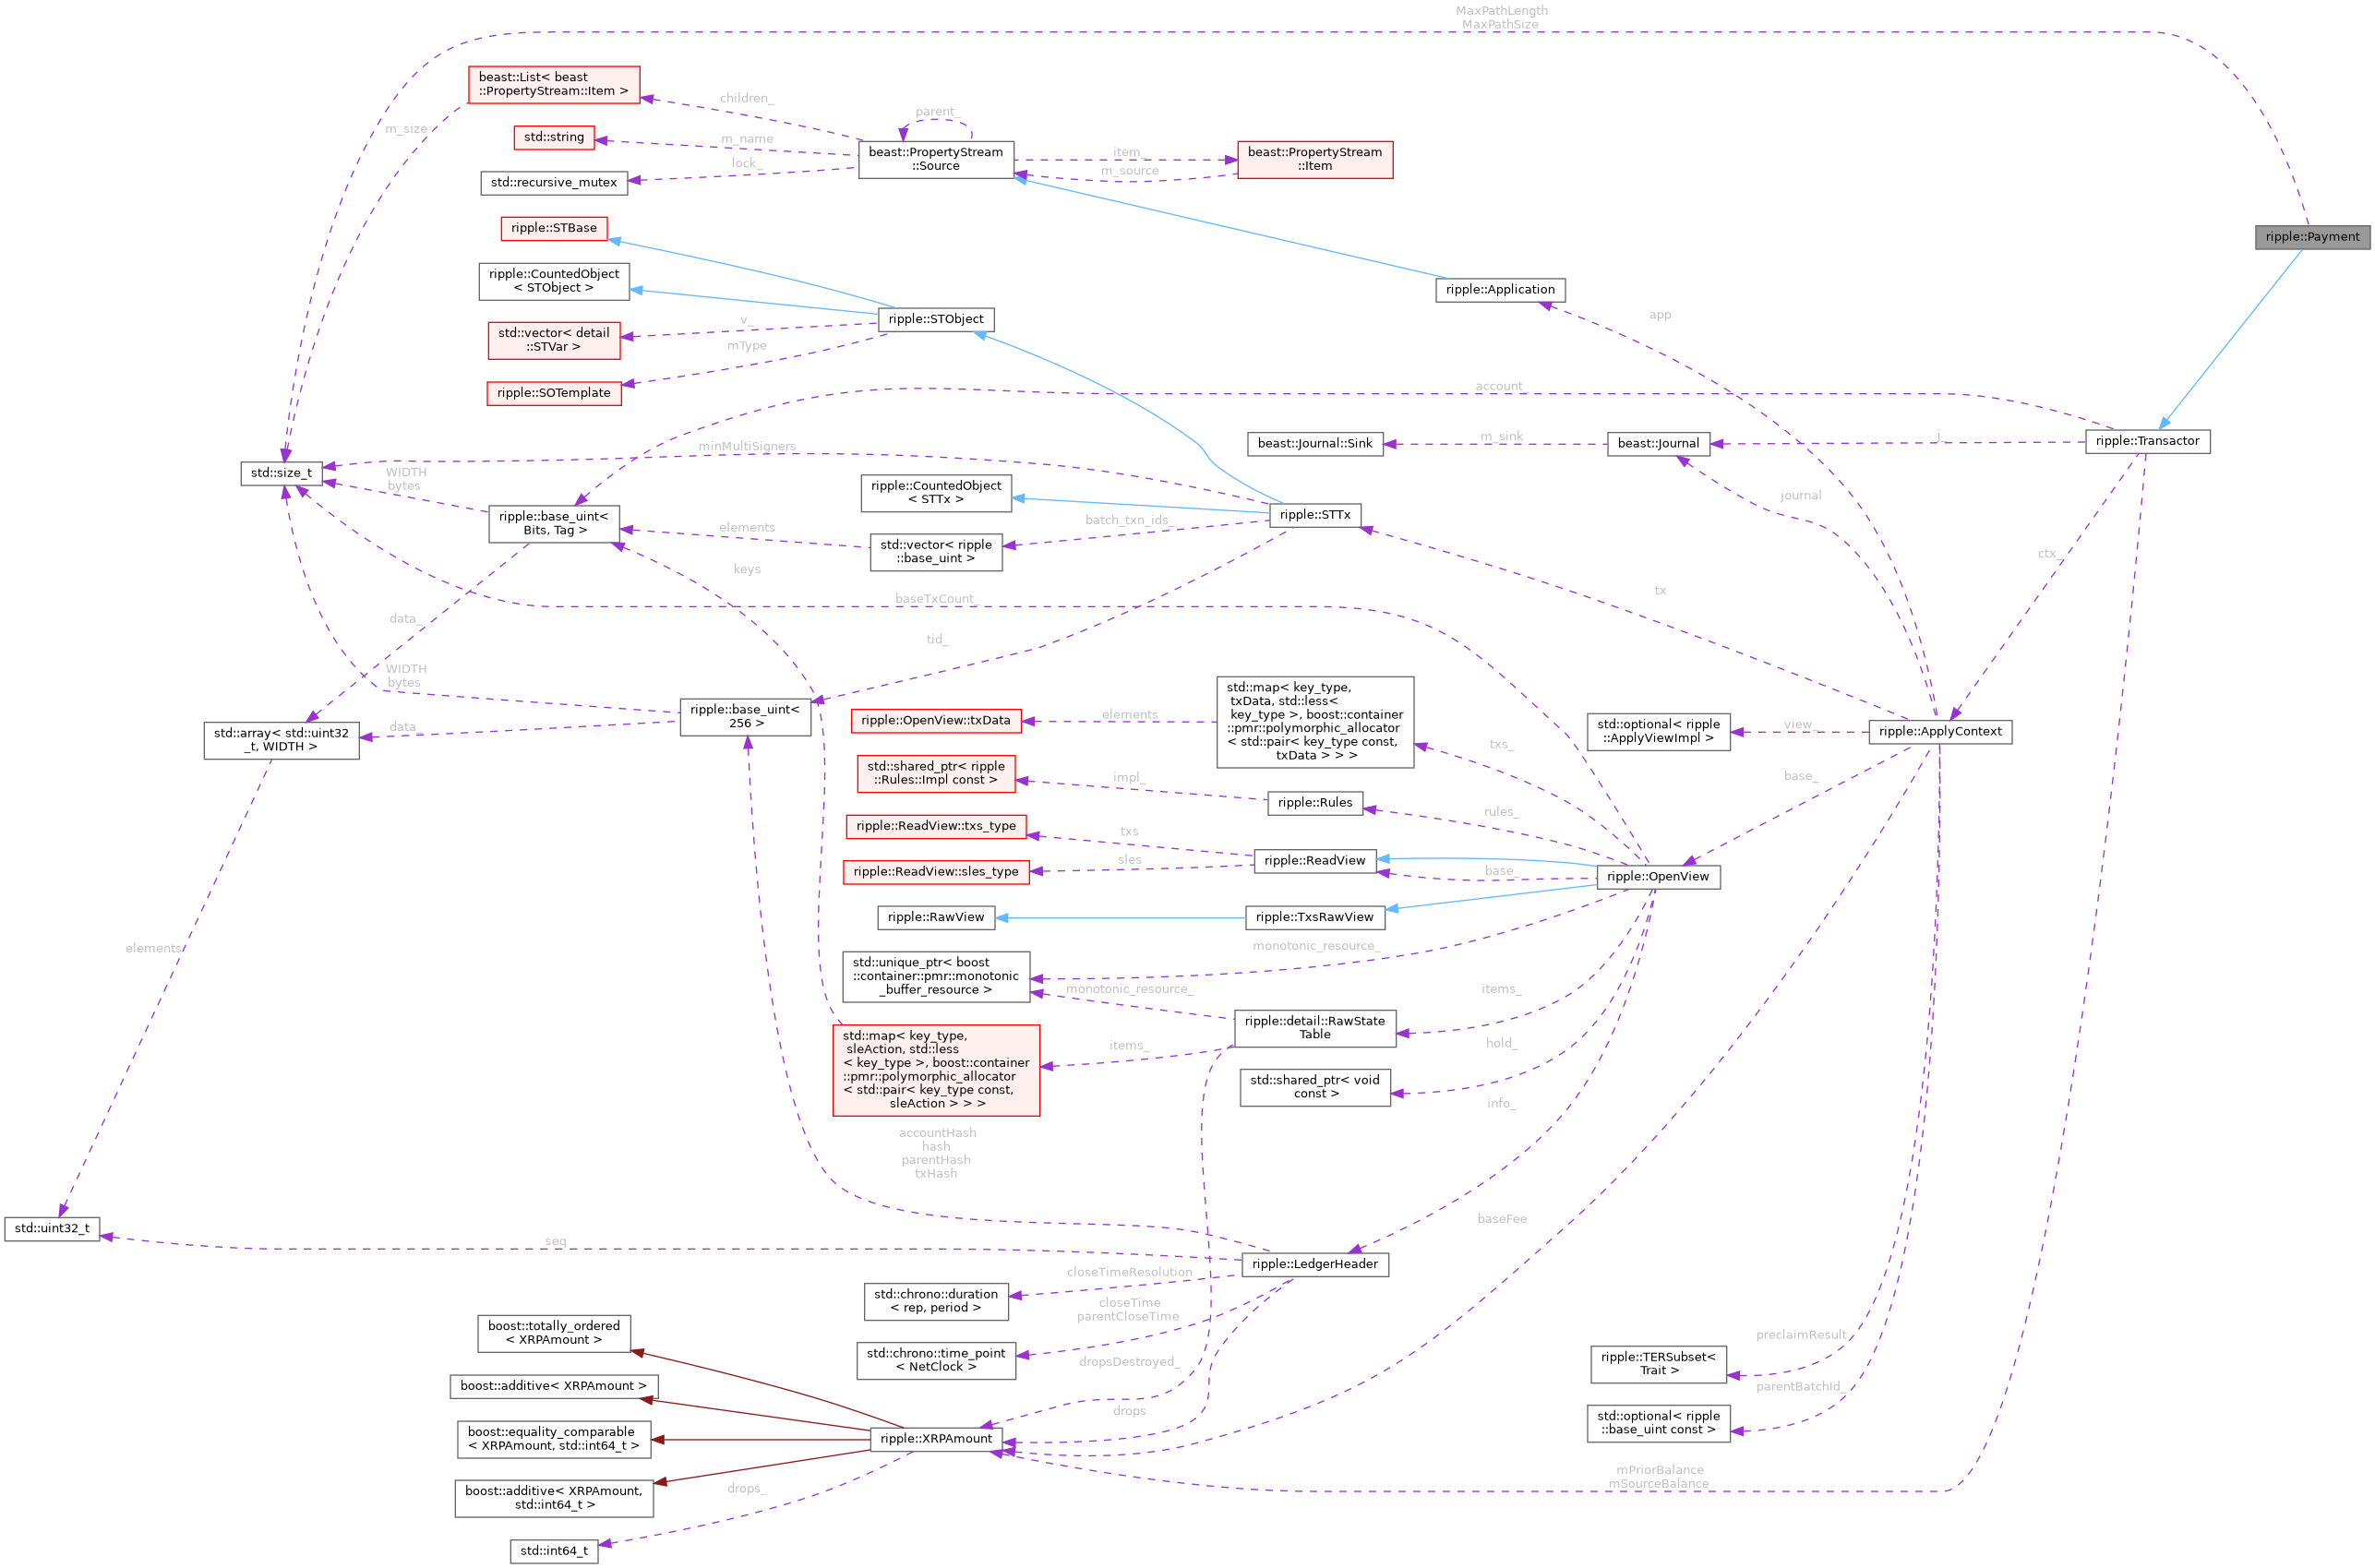 MaxPathLength
MaxPathSize
beast::List< beast
::PropertyStream::Item >
children_
parent_
m_size
std::string
m_name
beast::PropertyStream
::Source
item_
beast::PropertyStream
::Item
lock_
m_source
std::recursive_mutex
ripple::STBase
ripple::Payment
ripple::CountedObject
< STObject >
ripple::Application
ripple::STObject
app
v_
std::vector< detail
::STVar >
mType
ripple::SOTemplate
account_
minMultiSigners
beast::Journal::Sink
m_sink
beast::Journal
j_
ripple::Transactor
std::size_t
WIDTH
bytes
ripple::CountedObject
< STTx >
journal
ripple::base_uint<
Bits, Tag >
ripple::STTx
batch_txn_ids_
elements
std::vector< ripple
::base_uint >
ctx_
keys
tx
baseTxCount_
data_
tid_
WIDTH
bytes
std::map< key_type,
txData, std::less<
key_type >, boost::container
::pmr::polymorphic_allocator
< std::pair< key_type const,
txData > > >
ripple::base_uint<
256 >
ripple::OpenView::txData
elements
std::array< std::uint32
_t, WIDTH >
data_
txs_
std::optional< ripple
::ApplyViewImpl >
view_
ripple::ApplyContext
std::shared_ptr< ripple
::Rules::Impl const >
impl_
ripple::Rules
rules_
base_
ripple::ReadView::txs_type
txs
ripple::ReadView
sles
ripple::ReadView::sles_type
base_
ripple::OpenView
ripple::RawView
ripple::TxsRawView
elements
monotonic_resource_
std::unique_ptr< boost
::container::pmr::monotonic
_buffer_resource >
monotonic_resource_
items_
ripple::detail::RawState
Table
std::map< key_type,
sleAction, std::less
< key_type >, boost::container
::pmr::polymorphic_allocator
< std::pair< key_type const,
sleAction > > >
items_
hold_
std::shared_ptr< void
const >
info_
accountHash
hash
parentHash
txHash
std::uint32_t
seq
baseFee
ripple::LedgerHeader
closeTimeResolution
std::chrono::duration
< rep, period >
closeTime
parentCloseTime
boost::totally_ordered
< XRPAmount >
std::chrono::time_point
< NetClock >
dropsDestroyed_
preclaimResult
ripple::TERSubset<
Trait >
boost::additive< XRPAmount >
parentBatchId_
drops
std::optional< ripple
::base_uint const >
boost::equality_comparable
< XRPAmount, std::int64_t >
ripple::XRPAmount
boost::additive< XRPAmount,
std::int64_t >
drops_
mPriorBalance
mSourceBalance
std::int64_t